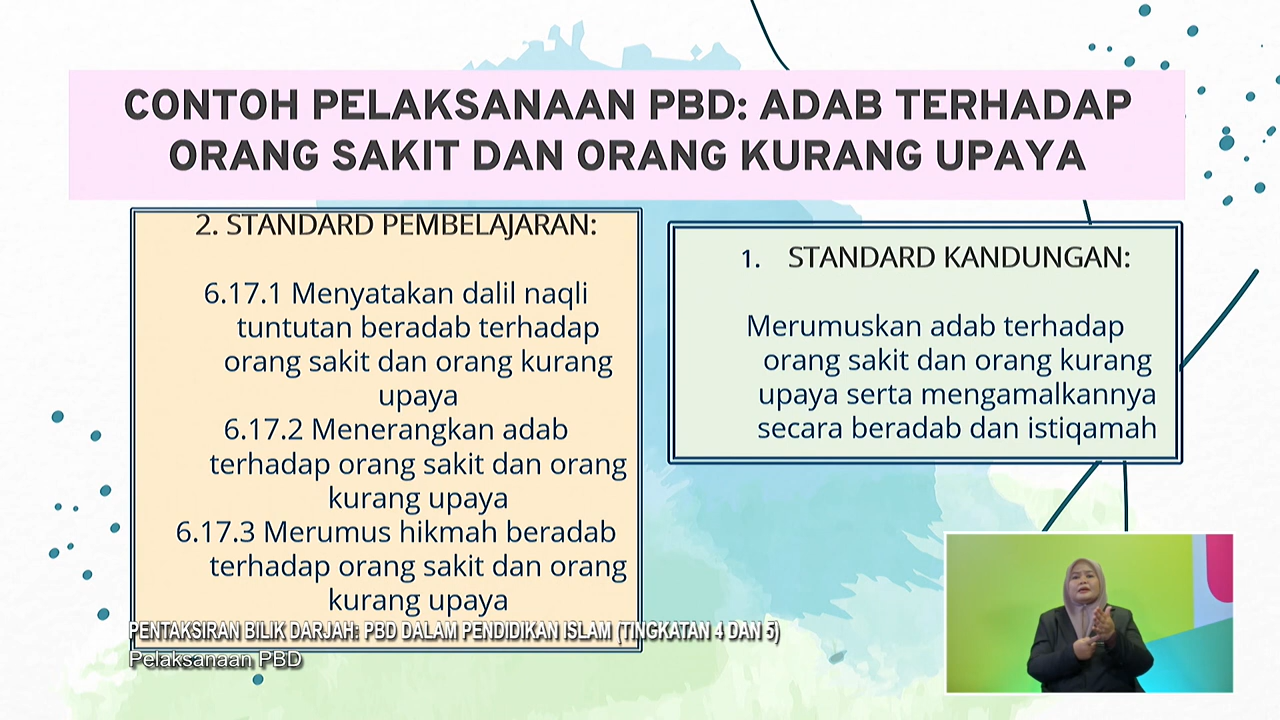 CONTOH PELAKSANAAN PBD: ADAB TERHADAP
ORANG SAKIT DAN ORANG KURANG UPAYA
2. STANDARD PEMBELAJARAN:
6.17.1 Menyatakan dalil naqli
tuntutan beradab terhadap
orang sakit dan orang kurang
upaya
6.17.2 Menerangkan adab
terhadap orang sakit dan orang
kurang upaya
6.17.3 Merumus hikmah beradab
terhadap orang sakit dan orang
kurang upaya
1. STANDARD KANDUNGAN:
Merumuskan adab terhadap
orang sakit dan orang kurang
upaya serta mengamalkannya
secara beradab dan istiqamah
PENTAKSIRAN BILIK DARJAH: PBD DALAM PENDIDIKAN ISLAM (TINGKATAN 4 DAN 5)
Pelaksanaan PBD